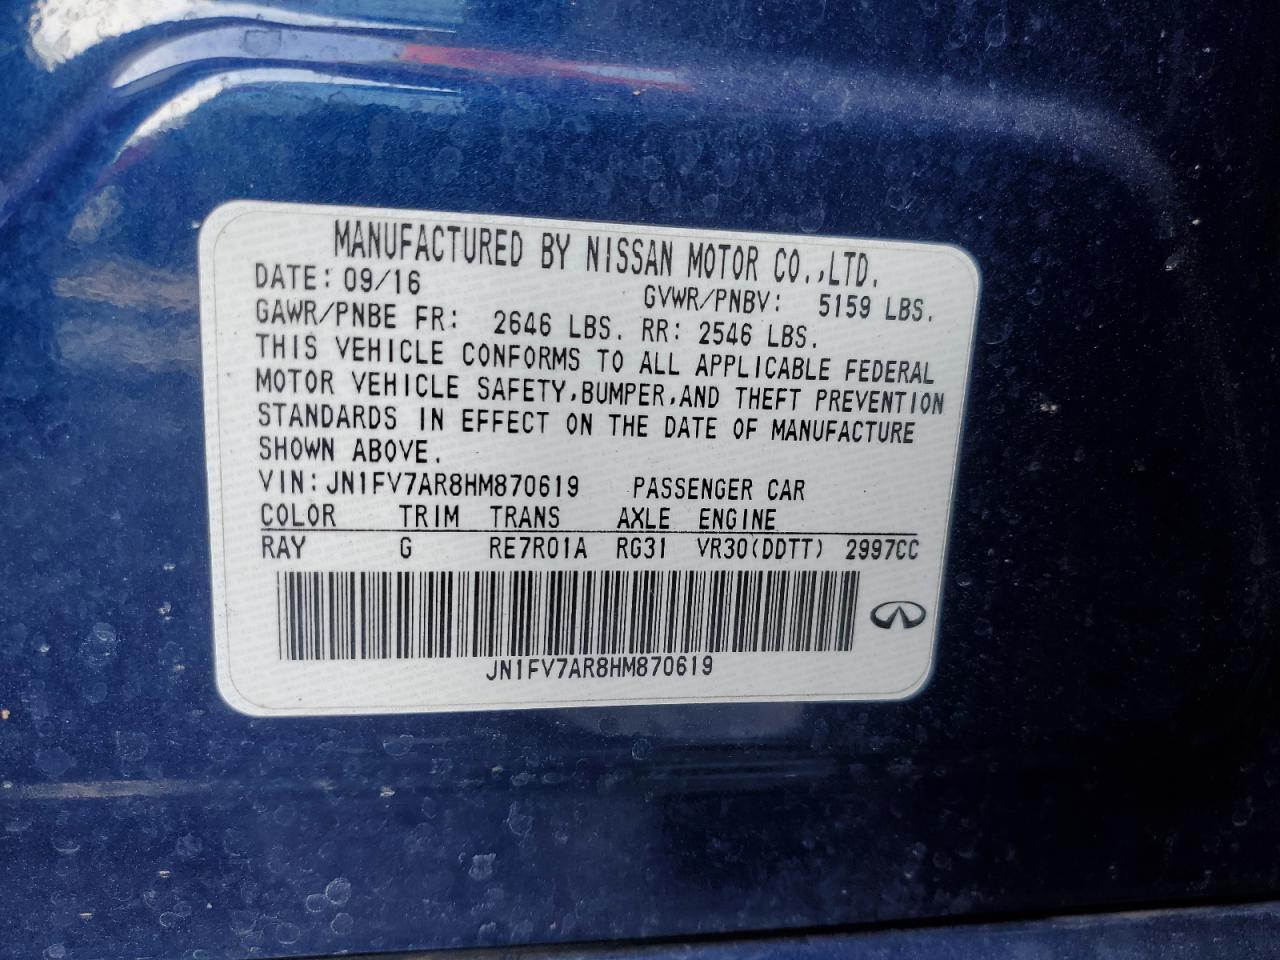 MANUFACTURED BY NISSAN MOTOR CO.,LTD.
DATE: 09/16 GVWR/PNBV: 5159 LBS.
GAWR/PNBE FR: 2646 LBS. RR: 2546 LBS.
THIS VEHICLE CONFORMS TO ALL APPLICABLE FEDERAL
MOTOR VEHICLE SAFETY,BUMPER,AND THEFT PREVENTION
STANDARDS IN EFFECT ON THE DATE OF MANUFACTURE
SHOWN ABOVE.
VIN:JN1FV7AR8HM870619 PASSENGER CAR
COLOR TRIM TRANS AXLE ENGINE
RAY G RE7R01A RG31 VR30(DDTT) 2997CC
JN1FV7AR8HM870619